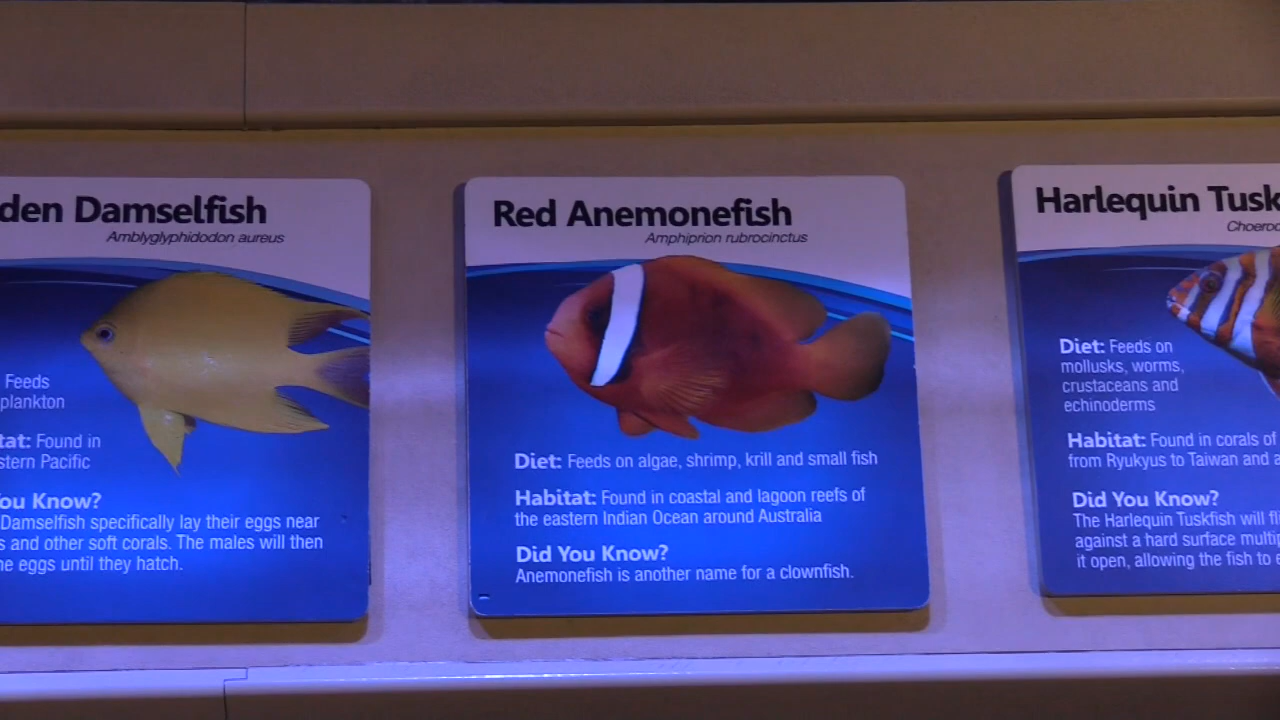 den Damselfish
Amblyglyphidodon aureus
Feeds
plankton
tat: Found in
stern Pacific
ou Know?
Damselfish specifically lay their eggs near
s and other soft corals. The males will then
he eggs until they hatch.
Red Anemonefish
Amphiprion rubrocinctus
Diet: Feeds on algae, shrimp, krill and small fish
Habitat: Found in coastal and lagoon reefs of
the eastern Indian Ocean around Australia
Did You Know?
Anemonefish is another name for a clownfish.
Harlequin Tusk
Choerod
Diet: Feeds on
mollusks, worms,
crustaceans and
echinoderms
Habitat: Found in corals of
from Ryukyus to Taiwan and a
Did You Know?
The Harlequin Tuskfish will fli
against a hard surface multip
it open, allowing the fish to e